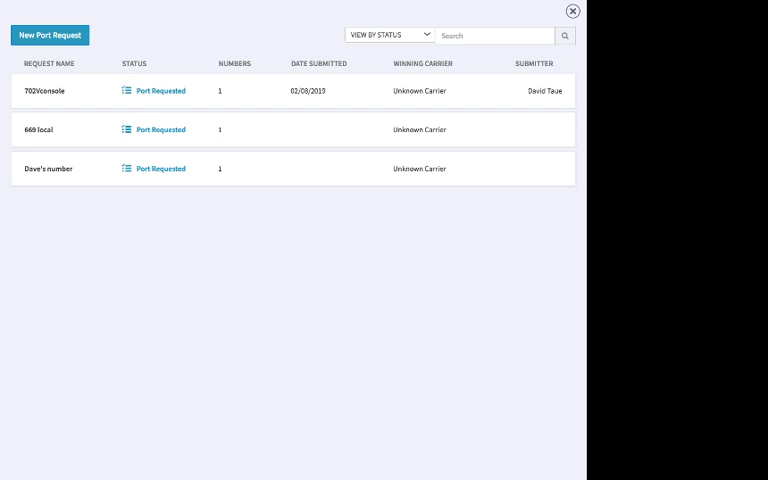 New Port Request
VIEW BY STATUS
Search
REQUEST NAME STATUS NUMBERS DATE SUBMITTED WINNING CARRIER SUBMITTER
702Vconsole Port Requested 1 02/08/2019 Unknown Carrier David Taue
669 local Port Requested 1 Unknown Carrier
Dave's number Port Requested 1 Unknown Carrier